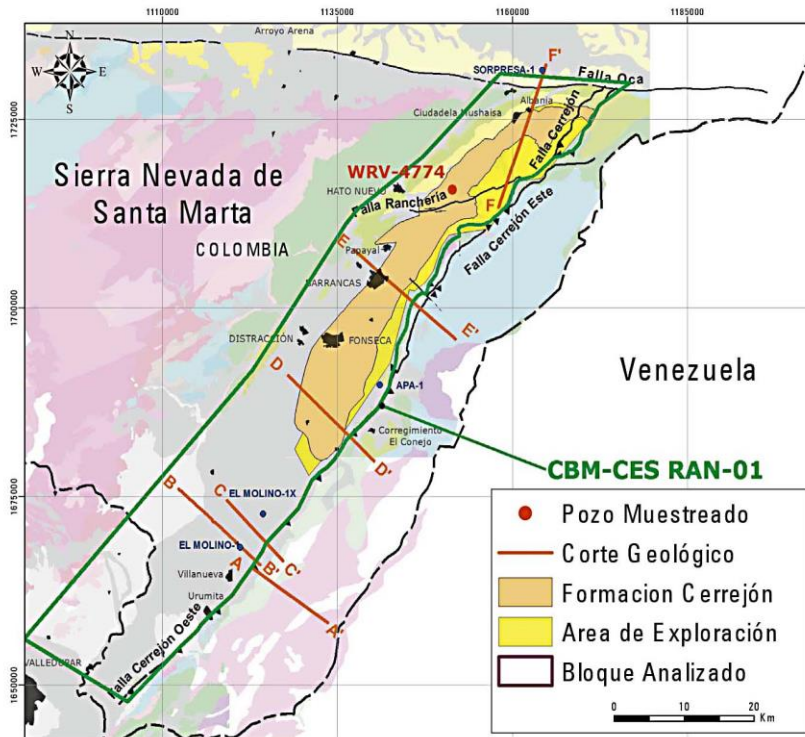 1110000
1135000
1160000
1185000
Arroyo Arena
N
W
E
S
SORPRESA-1
F'
Falla Oca
1725000
Albania
Ciudadela Mushaisa
Falla Cerrejón
WRV-4774
Sierra Nevada de
Santa Marta
HATO NUEVO
Falla Ranchería
F
COLOMBIA
Falla Cerrejón Este
E
Papayal
BARRANCAS
1700000
DISTRACCIÓN
FONSECA
E'
D
Venezuela
APA-1
Corregimiento
El Conejo
D'
CBM-CES RAN-01
B
C
1675000
EL MOLINO-1X
EL MOLINO-1
A
B'
C'
Villanueva
Urumita
A'
Falla Cerrejón Oeste
VALLEDUPAR
1650000
Pozo Muestreado
Corte Geológico
Formacion Cerrejón
Area de Exploración
Bloque Analizado
0
10
20
Km